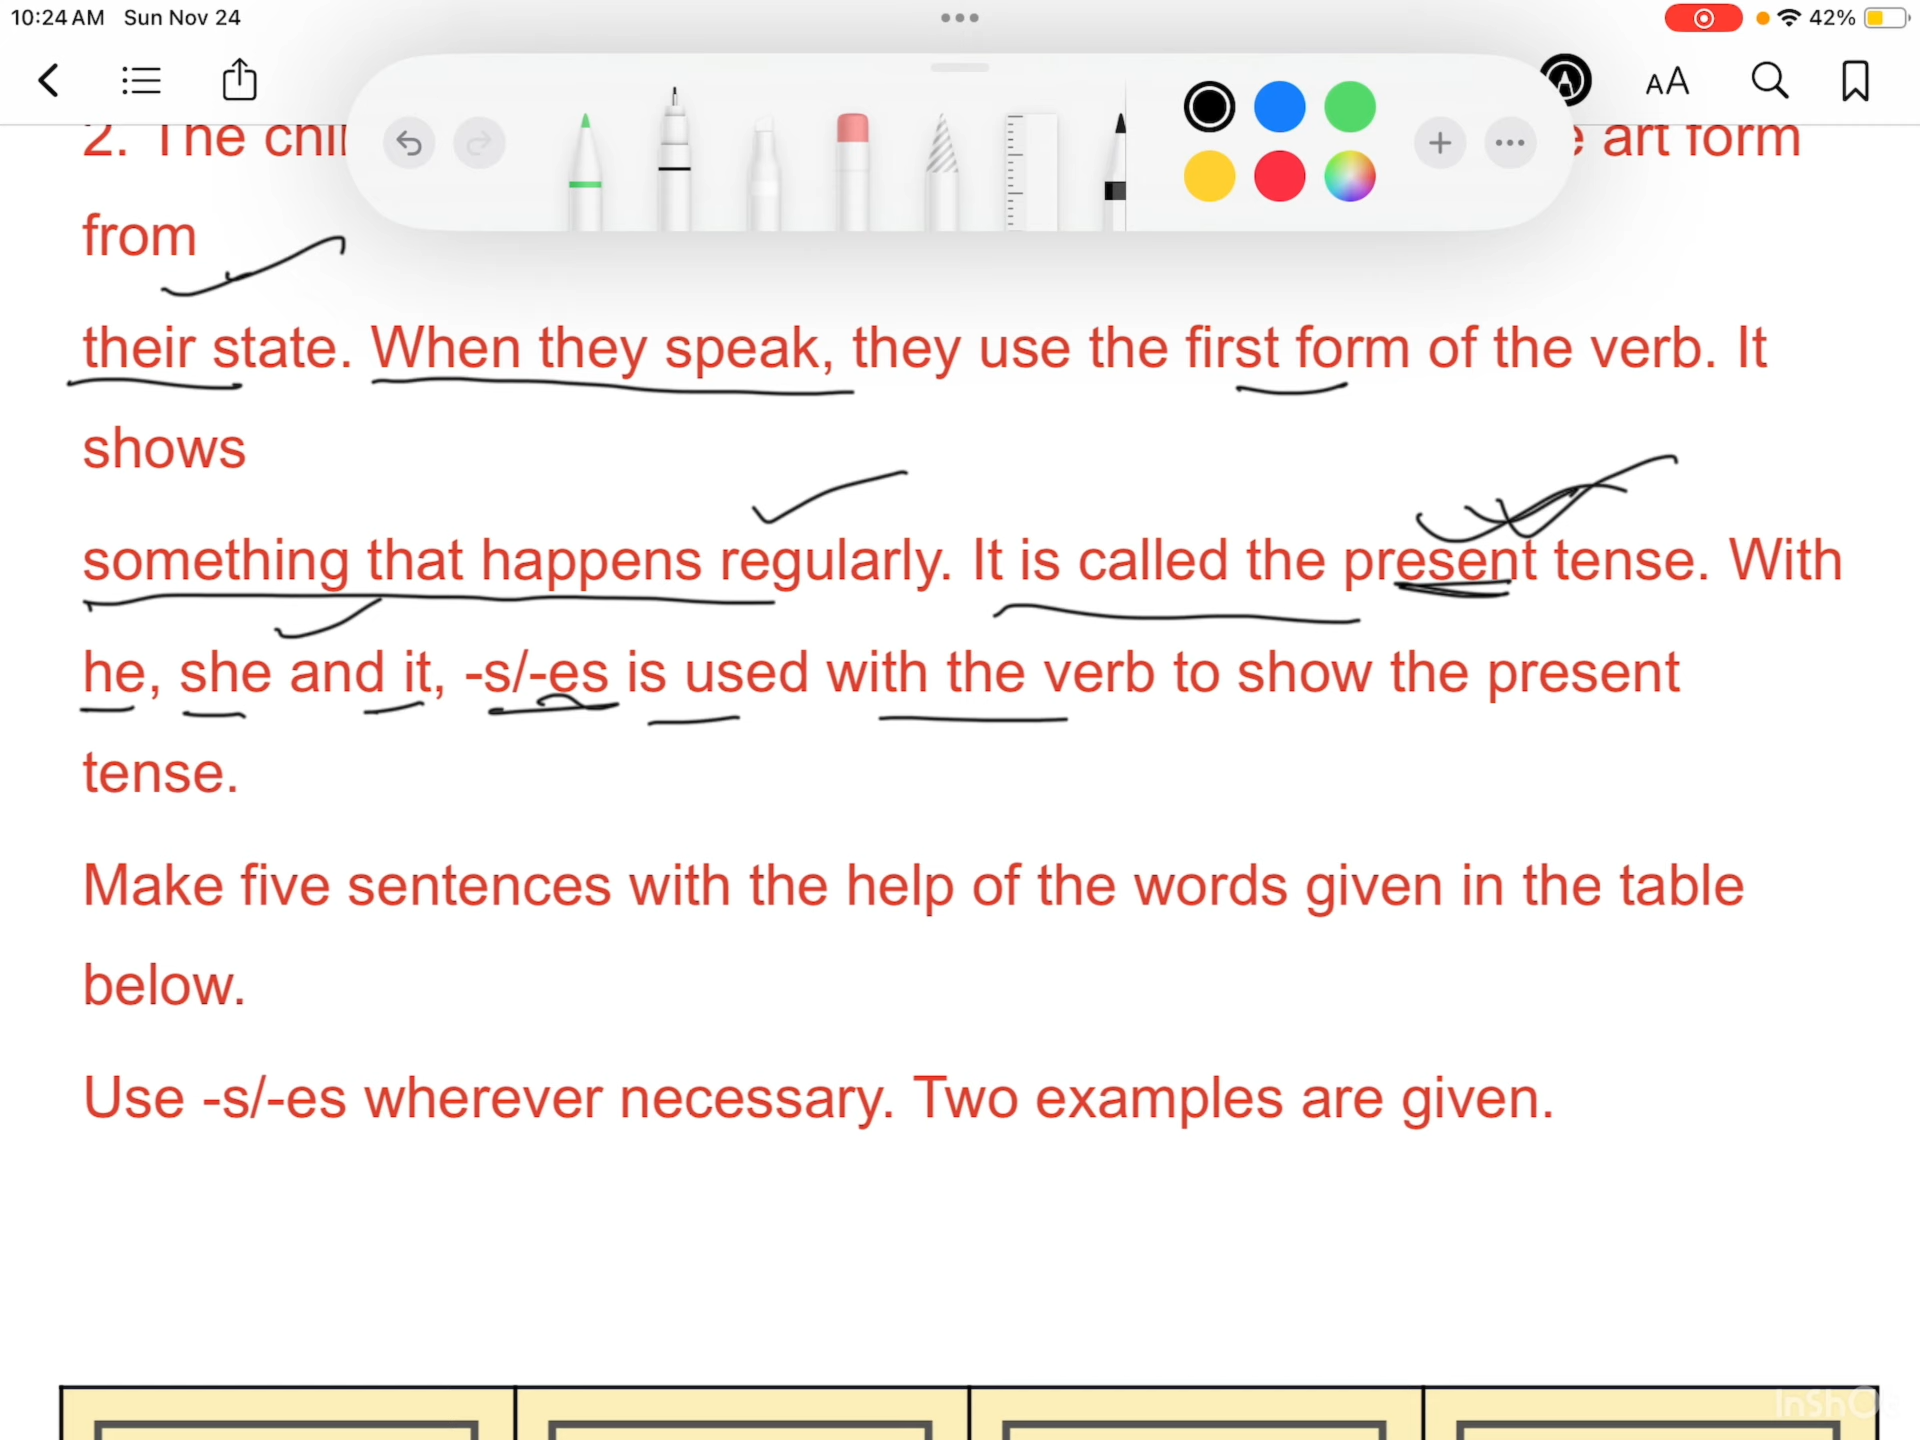 10:24 AM Sun Nov 24
42%
AA
2. The chil
art form
from
their state. When they speak, they use the first form of the verb. It
shows
something that happens regularly. It is called the present tense. With
he, she and it, -s/-es is used with the verb to show the present
tense.
Make five sentences with the help of the words given in the table
below.
Use -s/-es wherever necessary. Two examples are given.